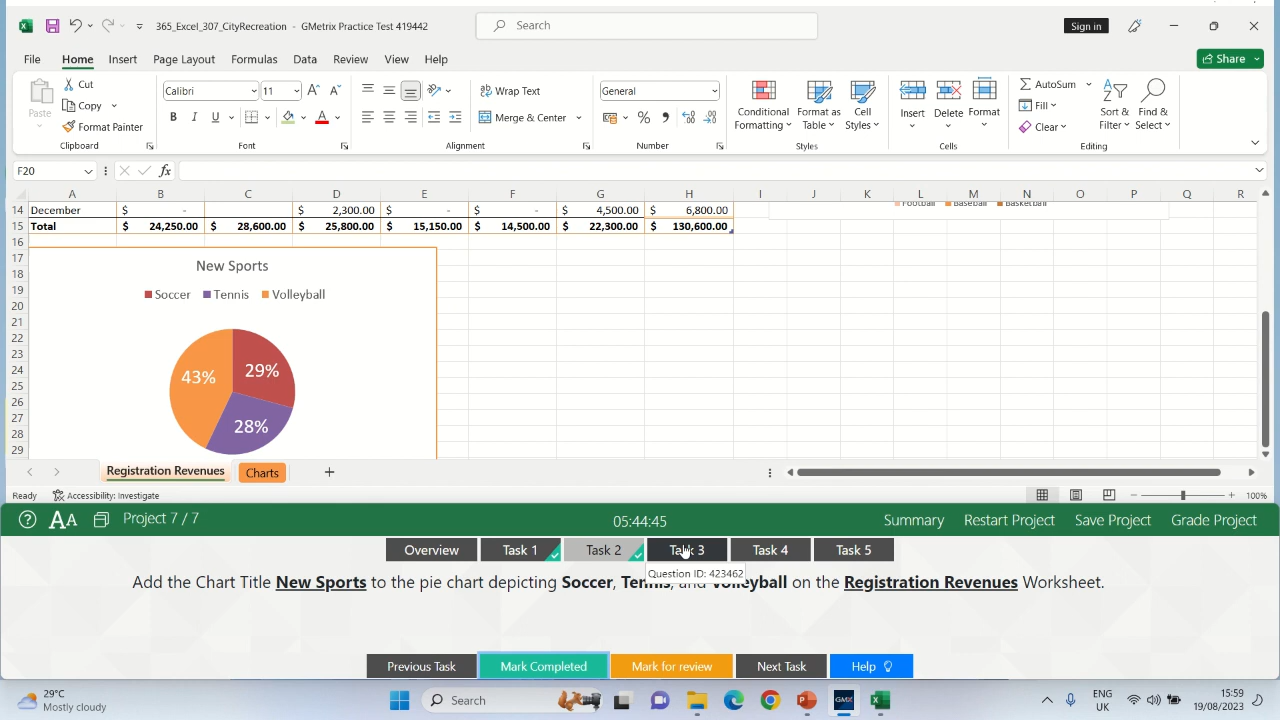 365_Excel_307_CityRecreation - GMetrix Practice Test 419442
Search
Sign in
File Home Insert Page Layout Formulas Data Review View Help
Share
Paste
Cut
Copy
Format Painter
Clipboard
Calibri 11
B I U
Font
Wrap Text
Merge & Center
Alignment
General
Number
Conditional Formatting
Format as Table
Cell Styles
Styles
Insert Delete Format
Cells
AutoSum
Fill
Clear
Sort & Filter
Find & Select
Editing
F20
fx
A B C D E F G H I J K L M N O P Q R
14 December $ - $ 2,300.00 $ - $ - $ 4,500.00 $ 6,800.00
Football Baseball Basketball
15 Total $ 24,250.00 $ 28,600.00 $ 25,800.00 $ 15,150.00 $ 14,500.00 $ 22,300.00 $ 130,600.00
16
17
18
19
20
21
22
23
24
25
26
27
28
29
New Sports
Soccer Tennis Volleyball
43%
29%
28%
Registration Revenues Charts
Ready Accessibility: Investigate
100%
Project 7 / 7
05:44:45
Summary Restart Project Save Project Grade Project
Overview Task 1 Task 2 Task 3 Task 4 Task 5
Question ID: 423462
Add the Chart Title New Sports to the pie chart depicting Soccer, Tennis, and Volleyball on the Registration Revenues Worksheet.
Previous Task Mark Completed Mark for review Next Task Help
29°C
Mostly cloudy
Search
GMX
ENG
UK
15:59
19/08/2023